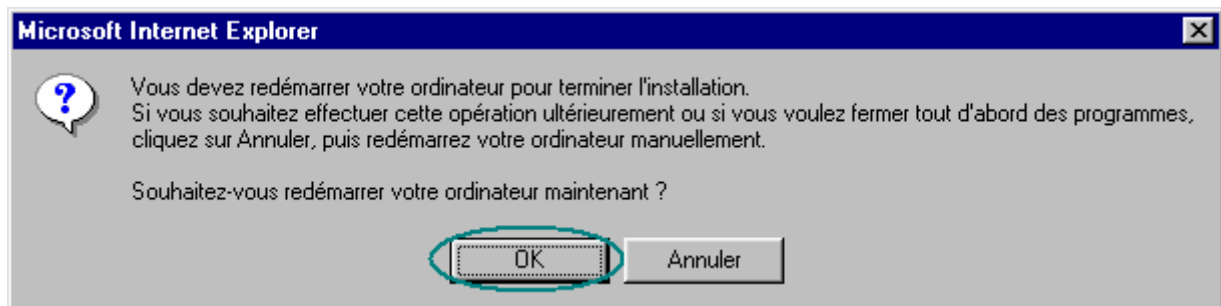 Microsoft Internet Explorer
Vous devez redémarrer votre ordinateur pour terminer l'installation.
Si vous souhaitez effectuer cette opération ultérieurement ou si vous voulez fermer tout d'abord des programmes,
cliquez sur Annuler, puis redémarrez votre ordinateur manuellement.
Souhaitez-vous redémarrer votre ordinateur maintenant ?
OK
Annuler